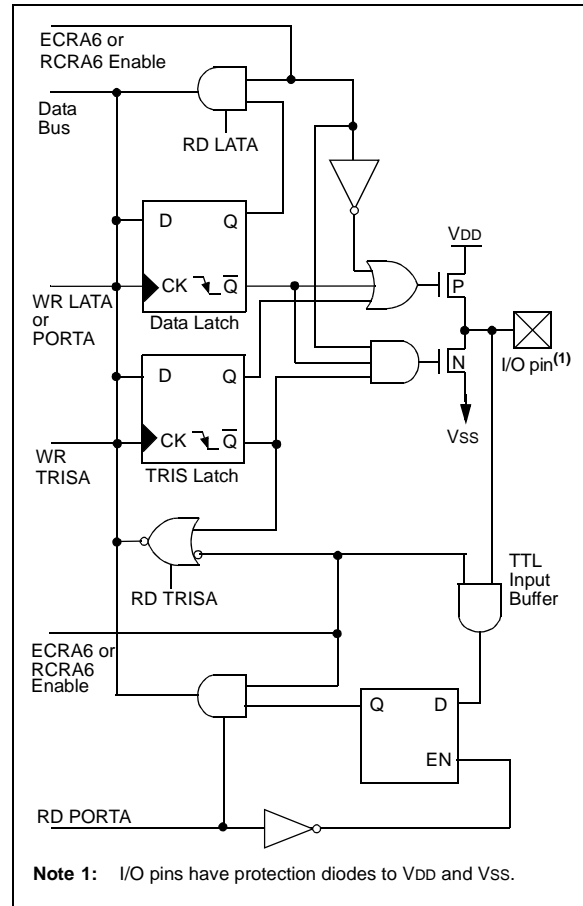 ECRA6 or
RCRA6 Enable
Data
Bus
RD LATA
D Q
VDD
P
CK Q
WR LATA
or
PORTA
Data Latch
I/O pin(1)
N
D Q
CK Q
VSS
WR
TRISA
TRIS Latch
TTL
Input
Buffer
RD TRISA
ECRA6 or
RCRA6
Enable
Q D
EN
RD PORTA
Note 1: I/O pins have protection diodes to VDD and VSS.